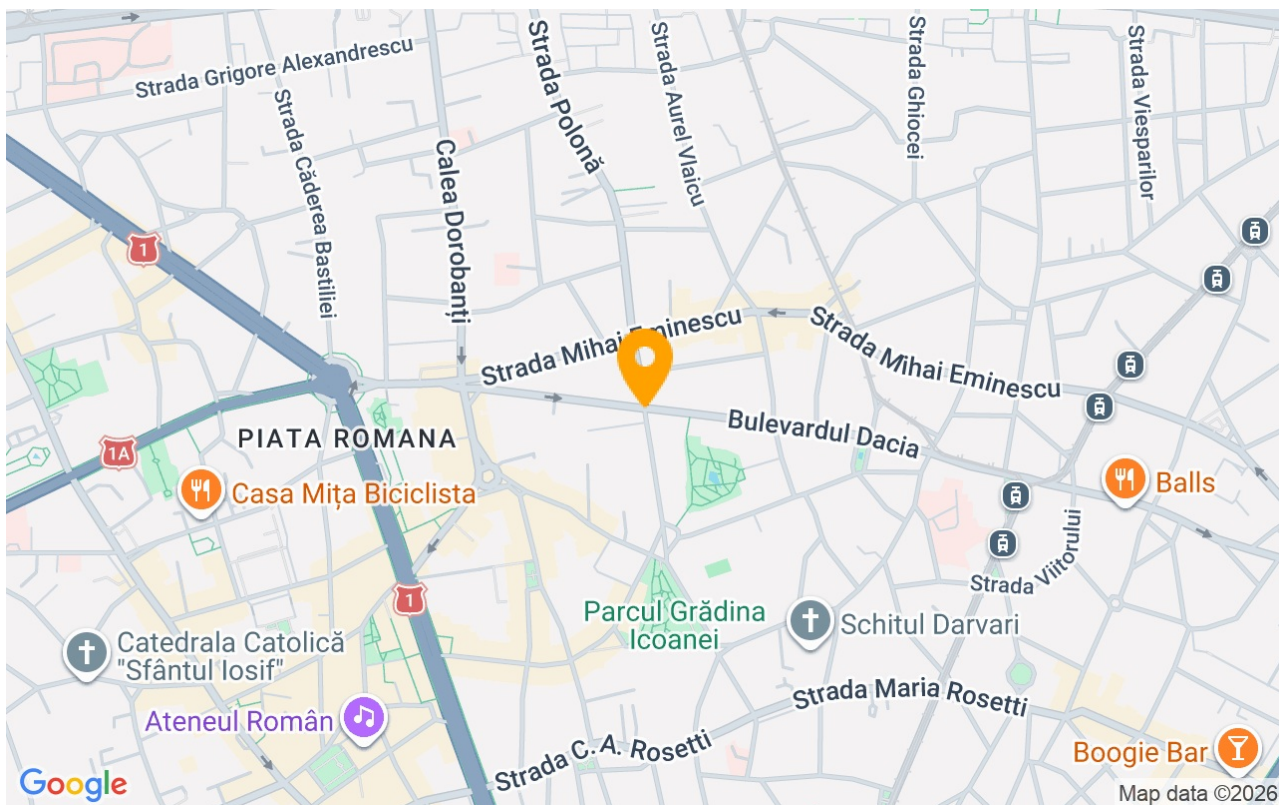 Strada Grigore Alexandrescu
Strada Căderea Bastiliei
Calea Dorobanți
Strada Polonă
Strada Aurel Vlaicu
Strada Ghiocei
Strada Viesparilor
1
Strada Mihai Eminescu
Strada Mihai Eminescu
PIATA ROMANA
Bulevardul Dacia
1A
Casa Mița Biciclista
Balls
Strada Viitorului
1
Parcul Grădina
Icoanei
Schitul Darvari
Catedrala Catolică
"Sfântul Iosif"
Strada Maria Rosetti
Ateneul Român
Strada C. A. Rosetti
Boogie Bar
Google
Map data ©2026